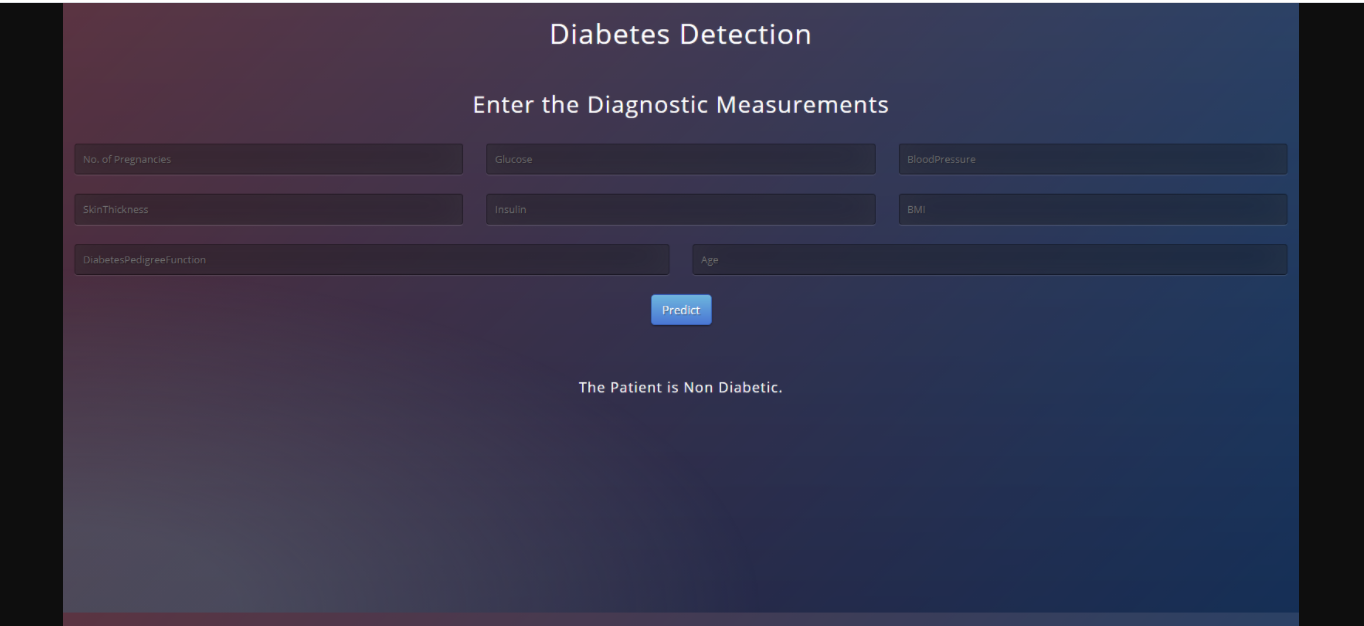 Diabetes Detection
Enter the Diagnostic Measurements
No. of Pregnancies Glucose BloodPressure
SkinThickness Insulin BMI
DiabetesPedigreeFunction Age
Predict
The Patient is Non Diabetic.